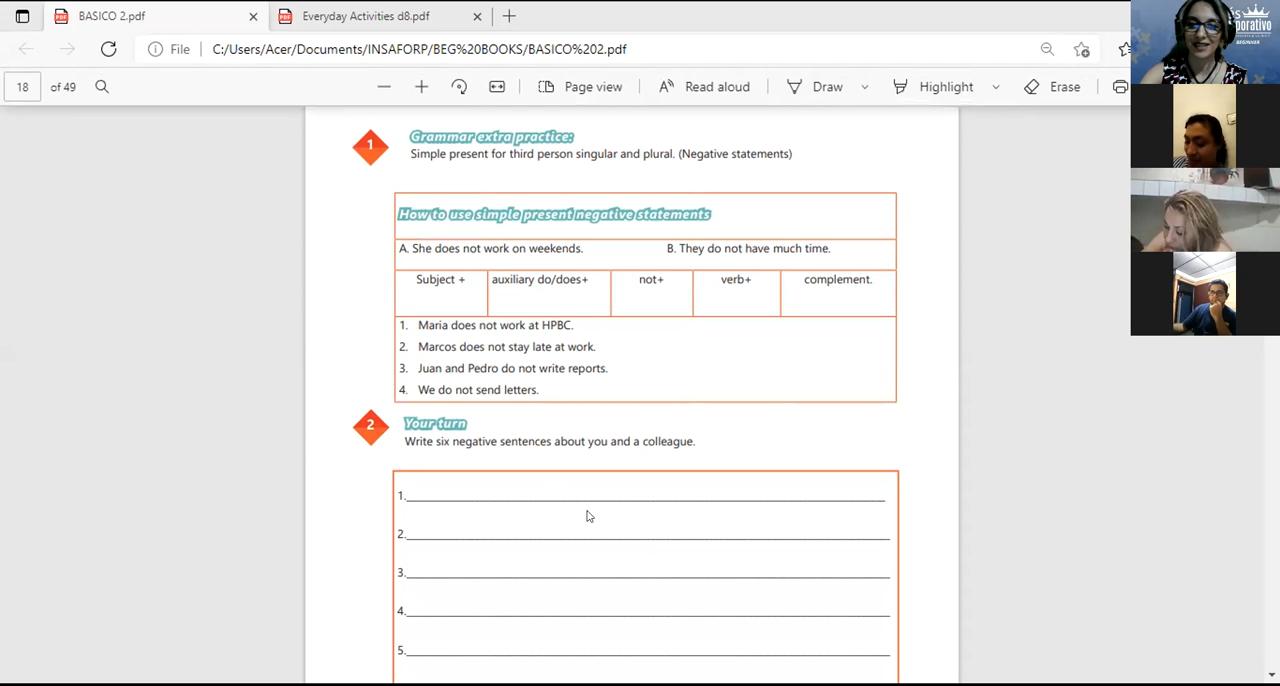 BASICO 2.pdf
Everyday Activities d8.pdf
File C:/Users/Acer/Documents/INSAFORP/BEG%20BOOKS/BASICO%202.pdf
18 of 49 Page view Read aloud Draw Highlight Erase
1 Grammar extra practice:
Simple present for third person singular and plural. (Negative statements)
How to use simple present negative statements
A. She does not work on weekends. B. They do not have much time.
Subject + auxiliary do/does+ not+ verb+ complement.
1. Maria does not work at HPBC.
2. Marcos does not stay late at work.
3. Juan and Pedro do not write reports.
4. We do not send letters.
2 Your turn
Write six negative sentences about you and a colleague.
1.
2.
3.
4.
5.
BEGINNER